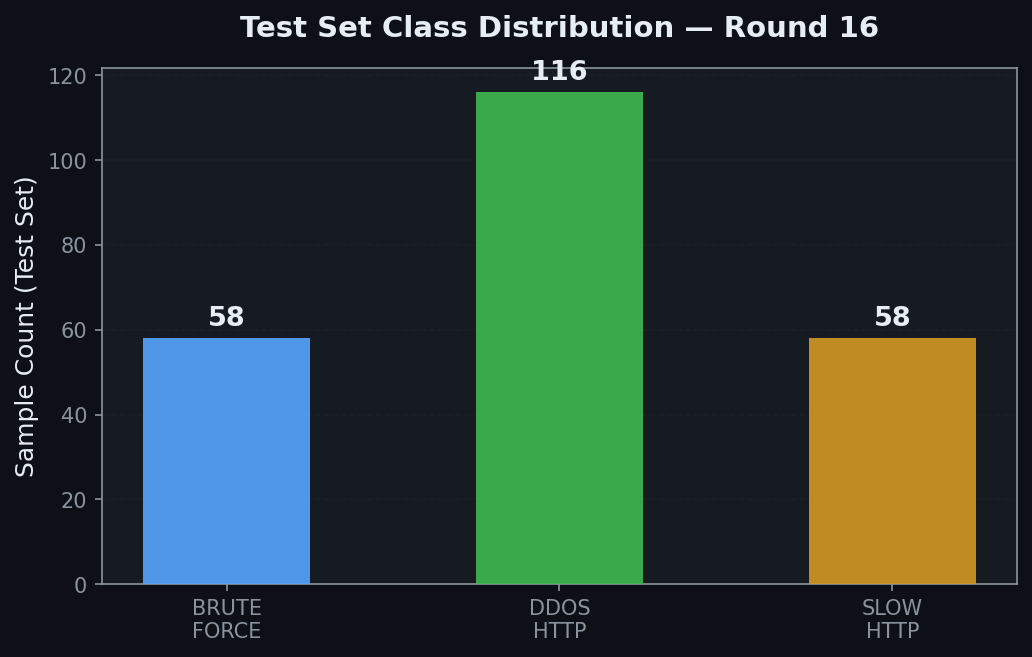 Test Set Class Distribution — Round 16
Sample Count (Test Set)
120
100
80
60
40
20
0
58
116
58
BRUTE
FORCE
DDOS
HTTP
SLOW
HTTP